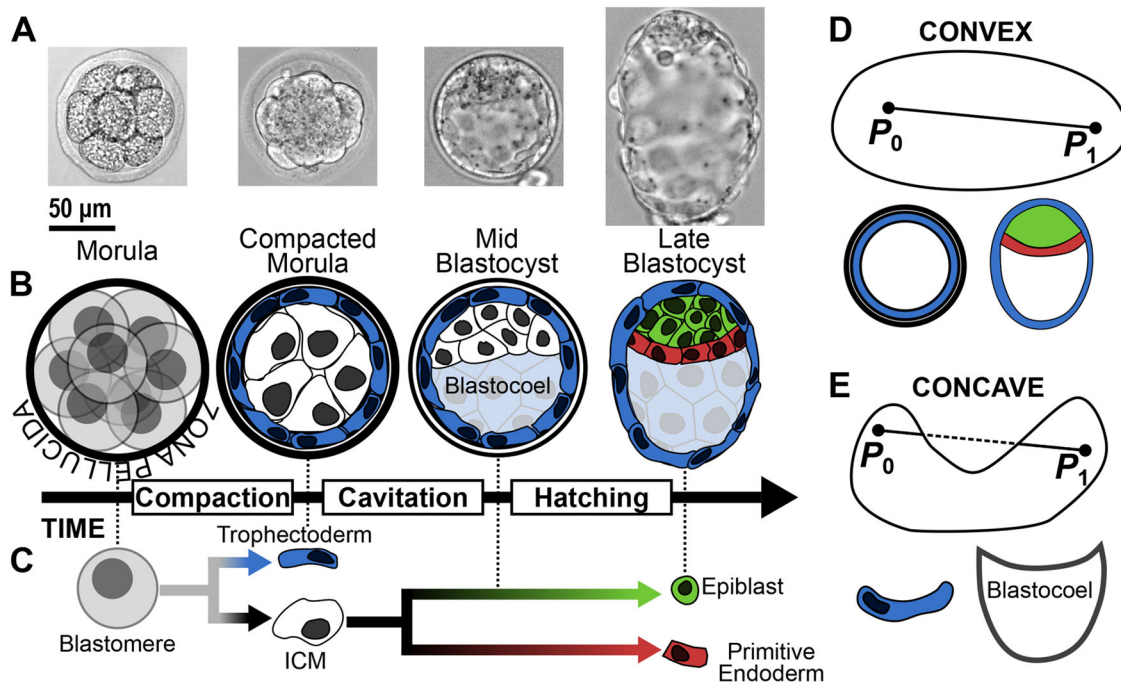 A
50 µm
Morula
Compacted
Morula
Mid
Blastocyst
Late
Blastocyst
B
ZONA PELLUCIDA
Blastocoel
Compaction
Cavitation
Hatching
TIME
C
Blastomere
Trophectoderm
ICM
Epiblast
Primitive
Endoderm
D
CONVEX
P0
P1
E
CONCAVE
P0
P1
Blastocoel